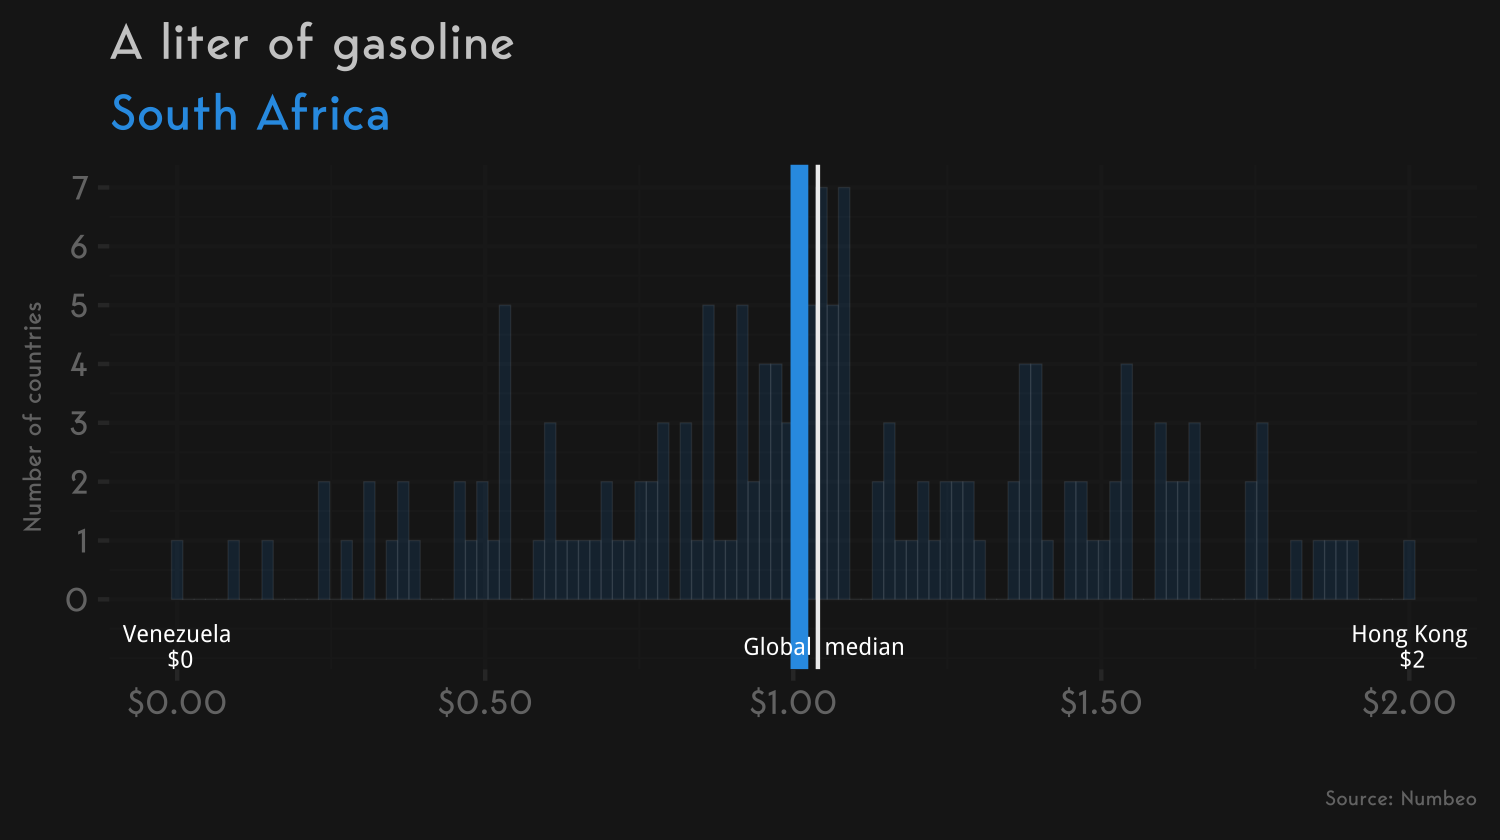 A liter of gasoline
South Africa
Number of countries
7
6
5
4
3
2
1
0
Venezuela
$0
Global median
Hong Kong
$2
$0.00 $0.50 $1.00 $1.50 $2.00
Source: Numbeo